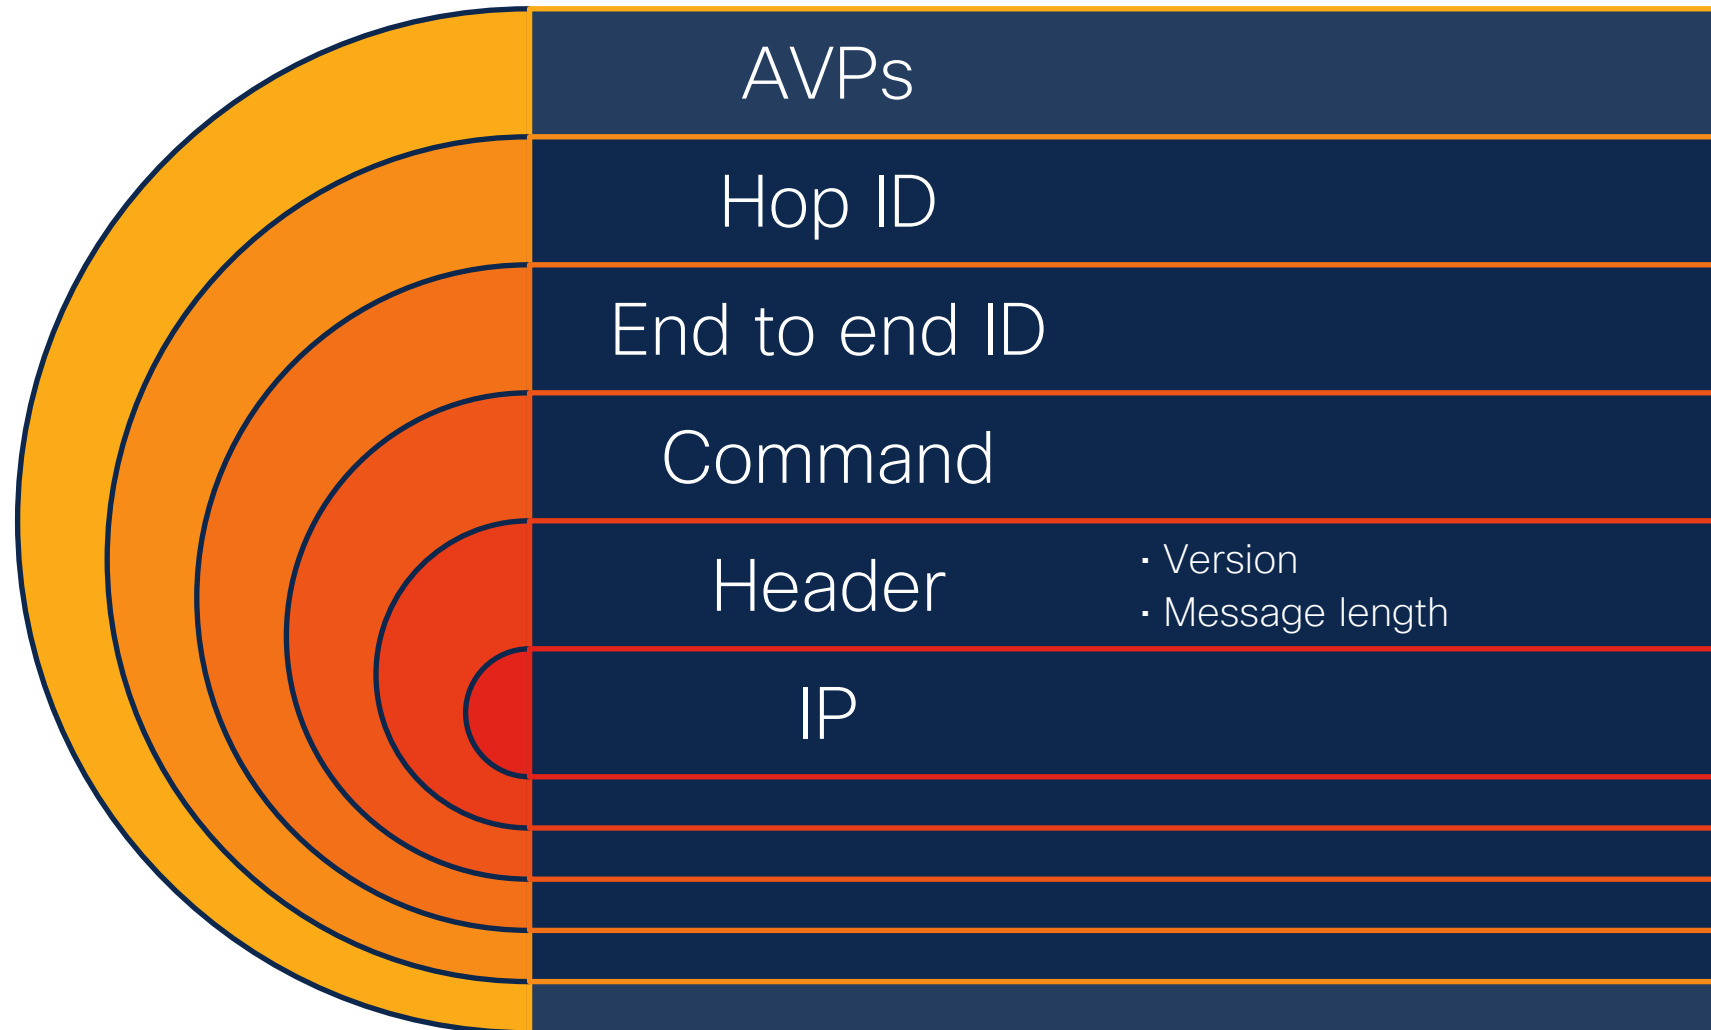 AVPs
Hop ID
End to end ID
Command
Header
· Version
· Message length
IP